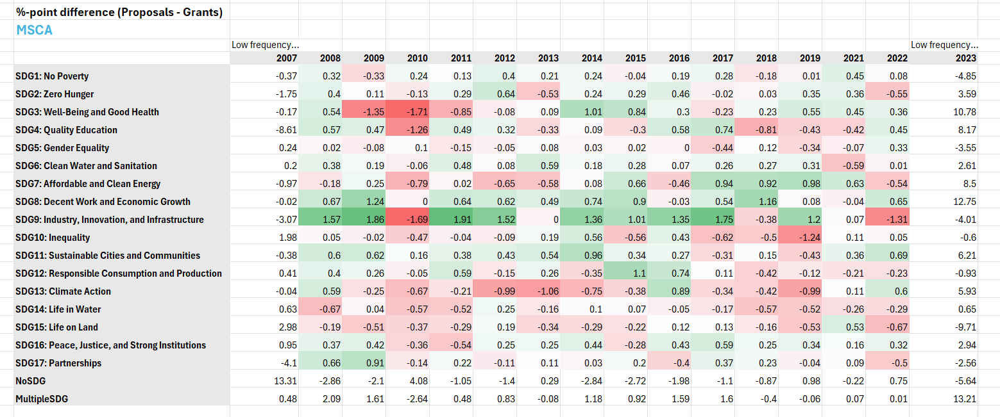 %-point difference (Proposals - Grants)
MSCA
Low frequency... Low frequency...
2007 2008 2009 2010 2011 2012 2013 2014 2015 2016 2017 2018 2019 2021 2022 2023
SDG1: No Poverty -0.37 0.32 -0.33 0.24 0.13 0.4 0.21 0.24 -0.04 0.19 0.28 -0.18 0.01 0.45 0.08 -4.85
SDG2: Zero Hunger -1.75 0.4 0.11 -0.13 0.29 0.64 -0.53 0.24 0.29 0.46 -0.02 0.03 0.35 0.36 -0.55 3.59
SDG3: Well-Being and Good Health -0.17 0.54 -1.35 -1.71 -0.85 -0.08 0.09 1.01 0.84 0.3 -0.23 0.23 0.55 0.45 0.36 10.78
SDG4: Quality Education -8.61 0.57 0.47 -1.26 0.49 0.32 -0.33 0.09 -0.3 0.58 0.74 -0.81 -0.43 -0.42 0.45 8.17
SDG5: Gender Equality 0.24 0.02 -0.08 0.1 -0.15 -0.05 0.08 0.03 0.02 0 -0.44 0.12 -0.34 -0.07 0.33 -3.55
SDG6: Clean Water and Sanitation 0.2 0.38 0.19 -0.06 0.48 0.08 0.59 0.18 0.28 0.07 0.26 0.27 0.31 -0.59 0.01 2.61
SDG7: Affordable and Clean Energy -0.97 -0.18 0.25 -0.79 0.02 -0.65 -0.58 0.08 0.66 -0.46 0.94 0.92 0.98 0.63 -0.54 8.5
SDG8: Decent Work and Economic Growth -0.02 0.67 1.24 0 0.64 0.62 0.49 0.74 0.9 -0.03 0.54 1.16 0.08 -0.04 0.65 12.75
SDG9: Industry, Innovation, and Infrastructure -3.07 1.57 1.86 -1.69 1.91 1.52 0 1.36 1.01 1.35 1.75 -0.38 1.2 0.07 -1.31 -4.01
SDG10: Inequality 1.98 0.05 -0.02 -0.47 -0.04 -0.09 0.19 0.56 -0.56 0.43 -0.62 -0.5 -1.24 0.11 0.05 -0.6
SDG11: Sustainable Cities and Communities -0.38 0.6 0.62 0.16 0.38 0.43 0.54 0.96 0.34 0.27 -0.31 0.15 -0.43 0.36 0.69 6.21
SDG12: Responsible Consumption and Production 0.41 0.4 0.26 -0.05 0.59 -0.15 0.26 -0.35 1.1 0.74 0.11 -0.42 -0.12 -0.21 -0.23 -0.93
SDG13: Climate Action -0.04 0.59 -0.25 -0.67 -0.21 -0.99 -1.06 -0.75 -0.38 0.89 -0.34 -0.42 -0.99 0.11 0.6 5.93
SDG14: Life in Water 0.63 -0.67 0.04 -0.57 -0.52 0.25 -0.16 0.1 0.07 -0.05 -0.17 -0.57 -0.52 -0.26 -0.29 0.65
SDG15: Life on Land 2.98 -0.19 -0.51 -0.37 -0.29 0.19 -0.34 -0.29 -0.22 0.12 0.13 -0.16 -0.53 0.53 -0.67 -9.71
SDG16: Peace, Justice, and Strong Institutions 0.95 0.37 0.42 -0.36 -0.54 0.25 0.25 0.44 -0.28 0.43 0.59 0.25 0.34 0.16 0.32 2.94
SDG17: Partnerships -4.1 0.66 0.91 -0.14 0.22 -0.11 0.11 0.03 0.2 -0.4 0.37 0.23 -0.04 0.09 -0.5 -2.56
NoSDG 13.31 -2.86 -2.1 4.08 -1.05 -1.4 0.29 -2.84 -2.72 -1.98 -1.1 -0.87 0.98 -0.22 0.75 -5.64
MultipleSDG 0.48 2.09 1.61 -2.64 0.48 0.83 -0.08 1.18 0.92 1.59 1.6 -0.4 -0.06 0.07 0.01 13.21